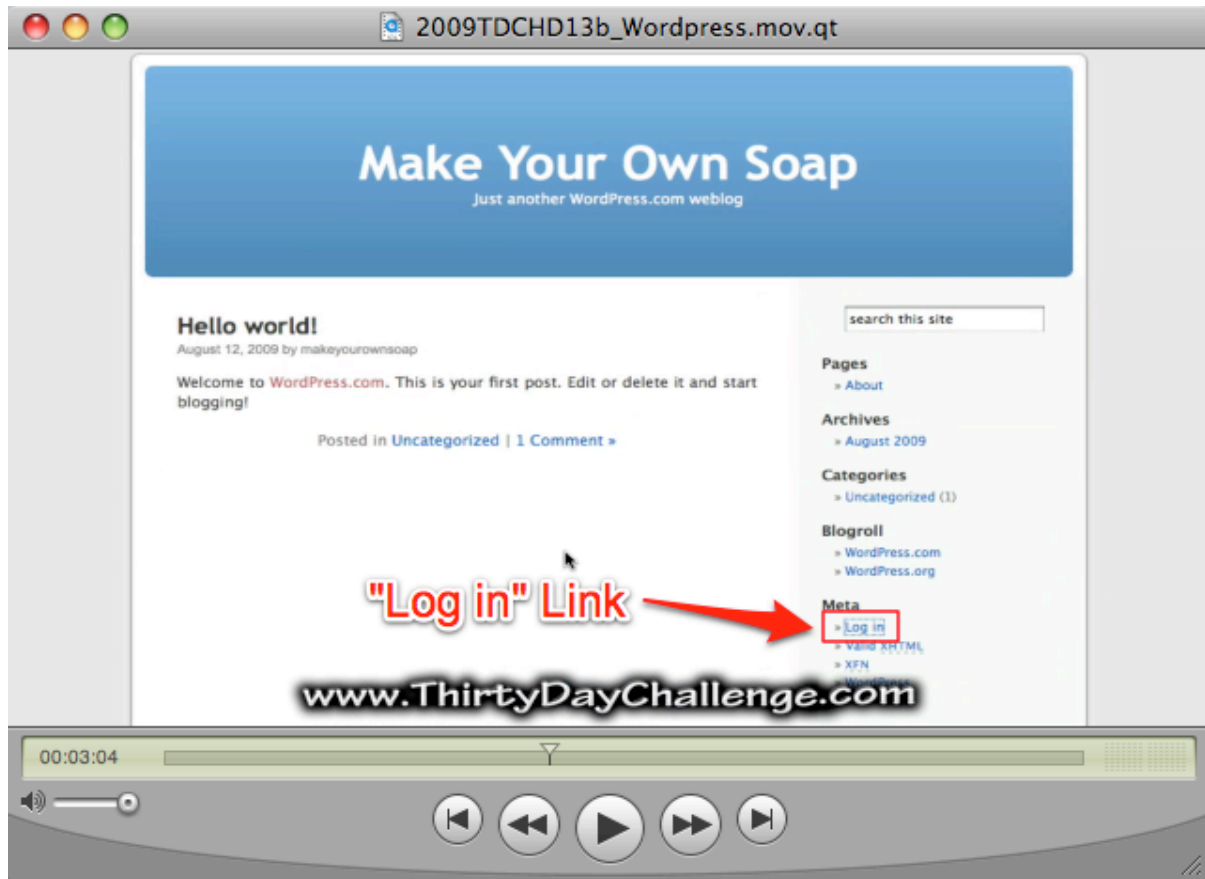 2009TDCHD13b_Wordpress.mov.qt
Make Your Own Soap
Just another WordPress.com weblog
Hello world!
August 12, 2009 by makeyourownsoap
Welcome to WordPress.com. This is your first post. Edit or delete it and start
blogging!
Posted in Uncategorized | 1 Comment »
search this site
Pages
» About
Archives
» August 2009
Categories
» Uncategorized (1)
Blogroll
» WordPress.com
» WordPress.org
Meta
» Log in
» Valid XHTML
» XFN
» WordPress
"Log in" Link
www.ThirtyDayChallenge.com
00:03:04